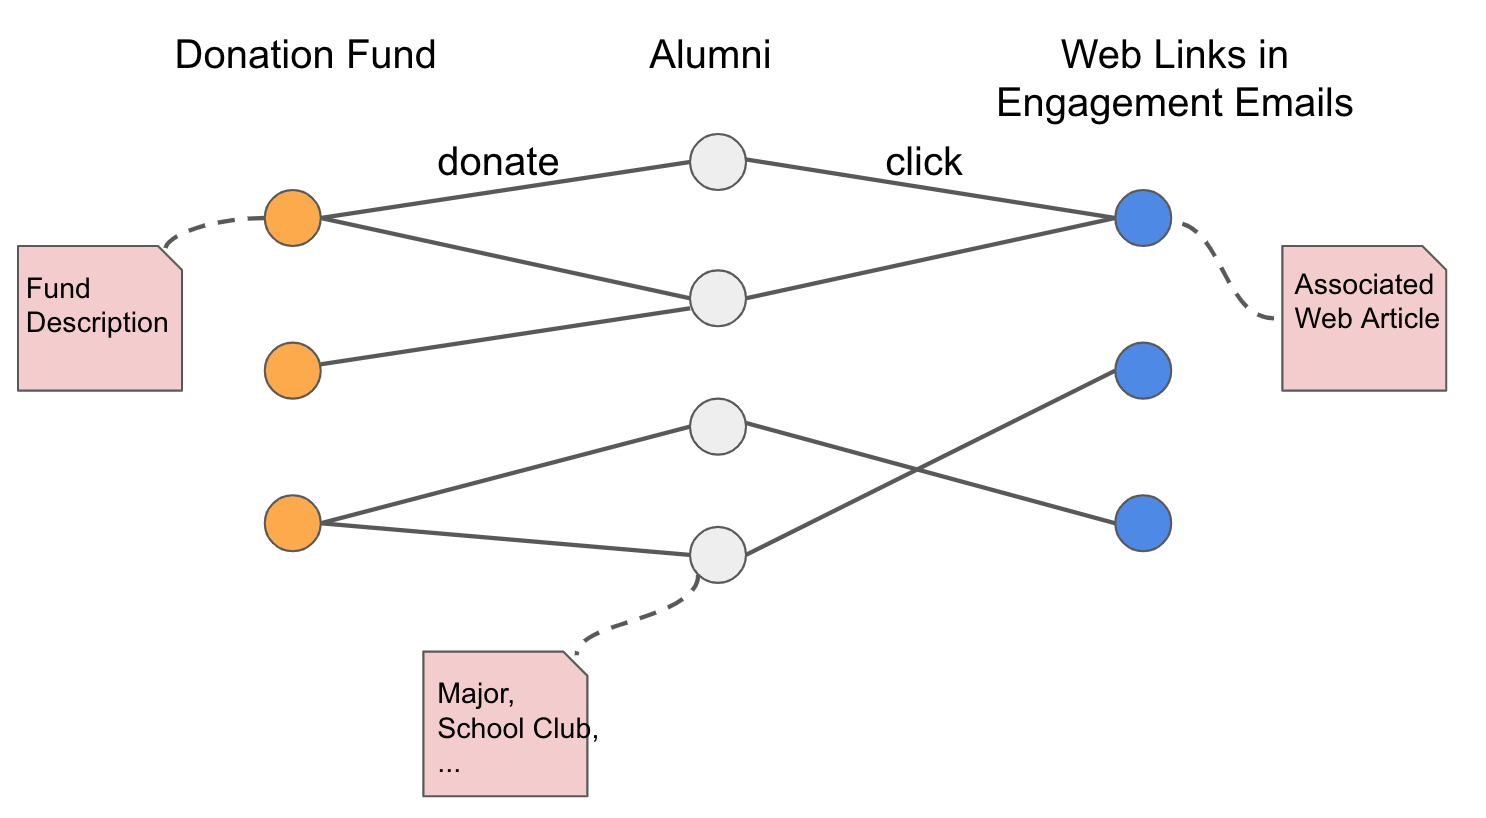 Donation Fund
Alumni
Web Links in
Engagement Emails
donate
click
Fund
Description
Associated
Web Article
Major,
School Club,
...